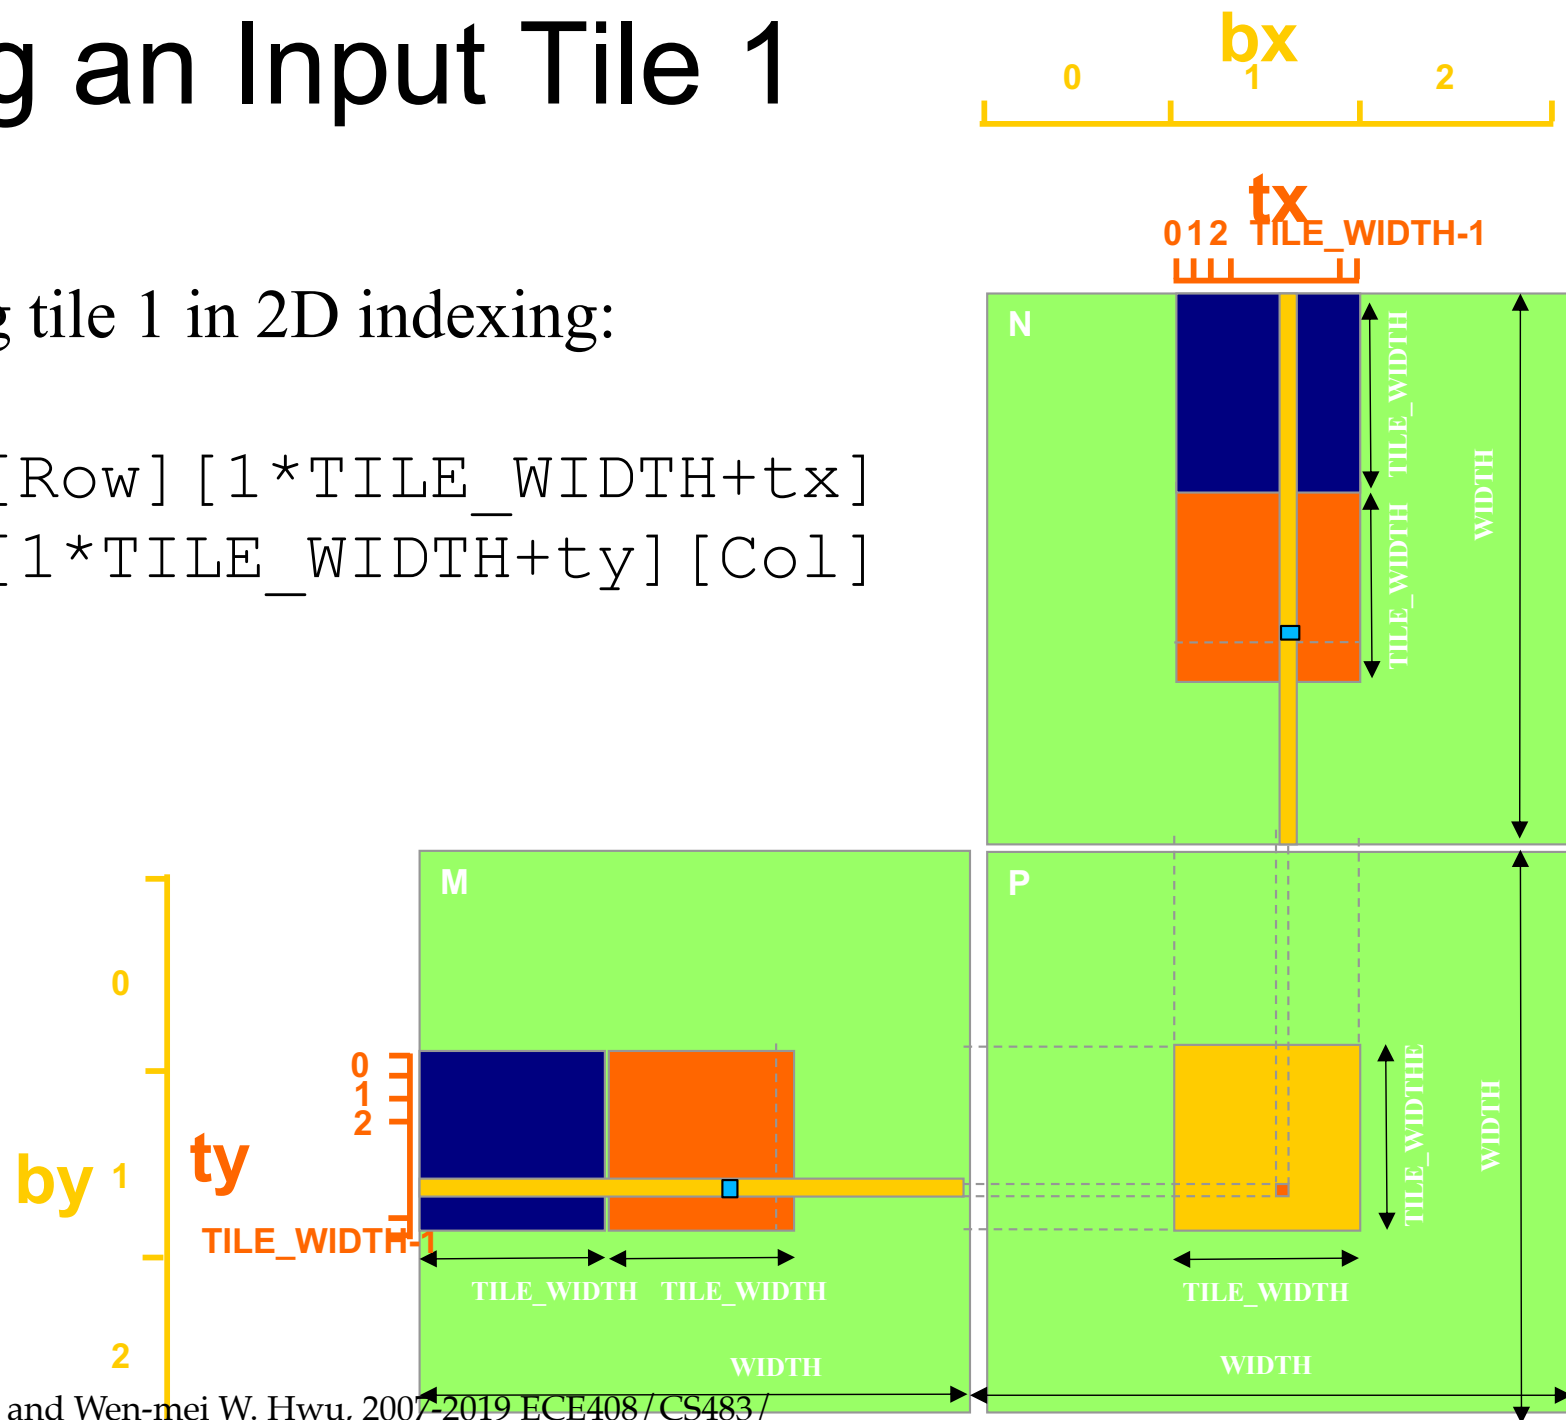 g an Input Tile 1
bx
0 1 2
tx
0 1 2 TILE_WIDTH-1
g tile 1 in 2D indexing:
[Row][1*TILE_WIDTH+tx]
[1*TILE_WIDTH+ty][Col]
N
TILE_WIDTH
TILE_WIDTH
WIDTH
M
P
0
1
2
by
ty
0
1
2
TILE_WIDTH-1
TILE_WIDTH TILE_WIDTH
WIDTH
TILE_WIDTHE
WIDTH
TILE_WIDTH
WIDTH
and Wen-mei W. Hwu, 2007-2019 ECE408/CS483/